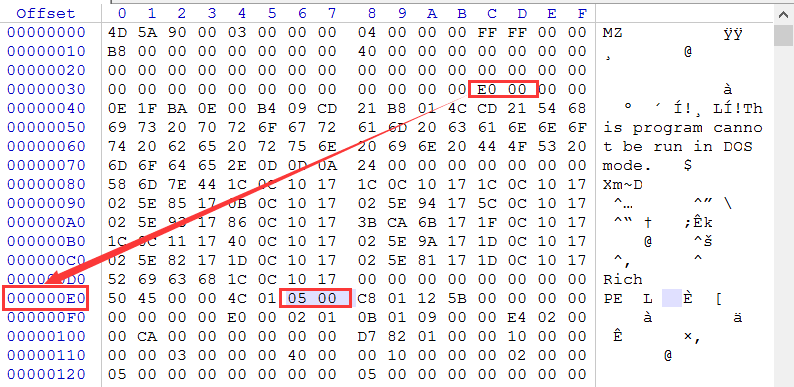 Offset 0 1 2 3 4 5 6 7 8 9 A B C D E F
00000000 4D 5A 90 00 03 00 00 00 04 00 00 00 FF FF 00 00 MZ ÿÿ
00000010 B8 00 00 00 00 00 00 00 40 00 00 00 00 00 00 00 ¸ @
00000020 00 00 00 00 00 00 00 00 00 00 00 00 00 00 00 00
00000030 00 00 00 00 00 00 00 00 00 00 00 00 E0 00 00 00 à
00000040 0E 1F BA 0E 00 B4 09 CD 21 B8 01 4C CD 21 54 68 º ´ Í!¸ LÍ!Th
00000050 69 73 20 70 72 6F 67 72 61 6D 20 63 61 6E 6E 6F is program canno
00000060 74 20 62 65 20 72 75 6E 20 69 6E 20 44 4F 53 20 t be run in DOS
00000070 6D 6F 64 65 2E 0D 0D 0A 24 00 00 00 00 00 00 00 mode. $
00000080 58 6D 7E 44 1C 0C 10 17 1C 0C 10 17 1C 0C 10 17 Xm~D
00000090 02 5E 85 17 0B 0C 10 17 02 5E 94 17 5C 0C 10 17 ^… ^” \
000000A0 02 5E 93 17 86 0C 10 17 3B CA 6B 17 1F 0C 10 17 ^“ † ;Êk
000000B0 1C 0C 11 17 40 0C 10 17 02 5E 9A 17 1D 0C 10 17 @ ^š
000000C0 02 5E 82 17 1D 0C 10 17 02 5E 81 17 1D 0C 10 17 ^‚ ^
000000D0 52 69 63 68 1C 0C 10 17 00 00 00 00 00 00 00 00 Rich
000000E0 50 45 00 00 4C 01 05 00 C8 01 12 5B 00 00 00 00 PE L È [
000000F0 00 00 00 00 E0 00 02 01 0B 01 09 00 00 E4 02 00 à ä
00000100 00 CA 00 00 00 00 00 00 D7 82 01 00 00 10 00 00 Ê ×‚
00000110 00 00 03 00 00 00 40 00 00 10 00 00 00 02 00 00 @
00000120 05 00 00 00 00 00 00 00 05 00 00 00 00 00 00 00